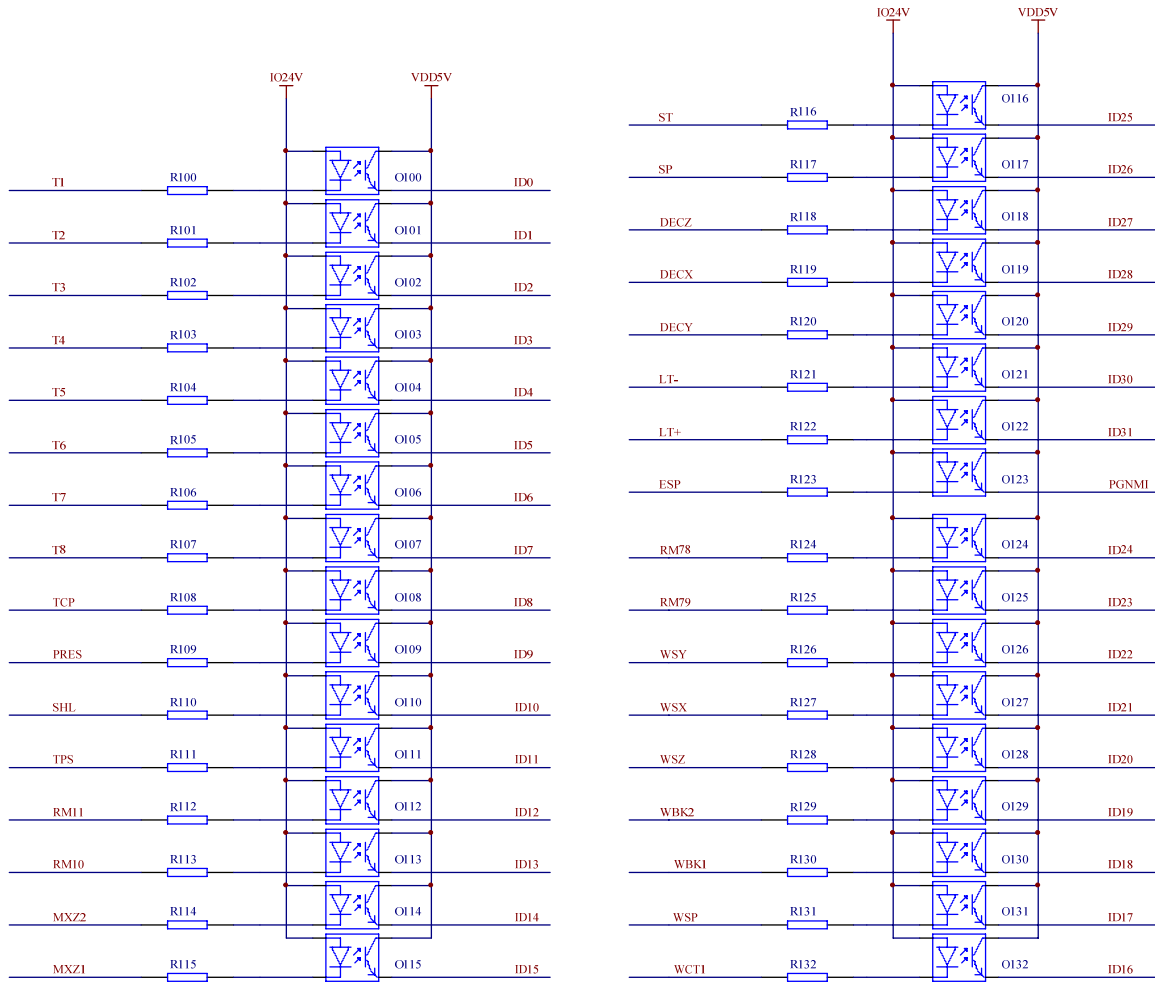 IO24V VDD5V
T1 R100 OI00 ID0
T2 R101 OI01 ID1
T3 R102 OI02 ID2
T4 R103 OI03 ID3
T5 R104 OI04 ID4
T6 R105 OI05 ID5
T7 R106 OI06 ID6
T8 R107 OI07 ID7
TCP R108 OI08 ID8
PRES R109 OI09 ID9
SHL R110 OI10 ID10
TPS R111 OI11 ID11
RM11 R112 OI12 ID12
RM10 R113 OI13 ID13
MXZ2 R114 OI14 ID14
MXZ1 R115 OI15 ID15
IO24V VDD5V
ST R116 OI16 ID25
SP R117 OI17 ID26
DECZ R118 OI18 ID27
DECX R119 OI19 ID28
DECY R120 OI20 ID29
LT- R121 OI21 ID30
LT+ R122 OI22 ID31
ESP R123 OI23 PGNMI
RM78 R124 OI24 ID24
RM79 R125 OI25 ID23
WSY R126 OI26 ID22
WSX R127 OI27 ID21
WSZ R128 OI28 ID20
WBK2 R129 OI29 ID19
WBK1 R130 OI30 ID18
WSP R131 OI31 ID17
WCT1 R132 OI32 ID16